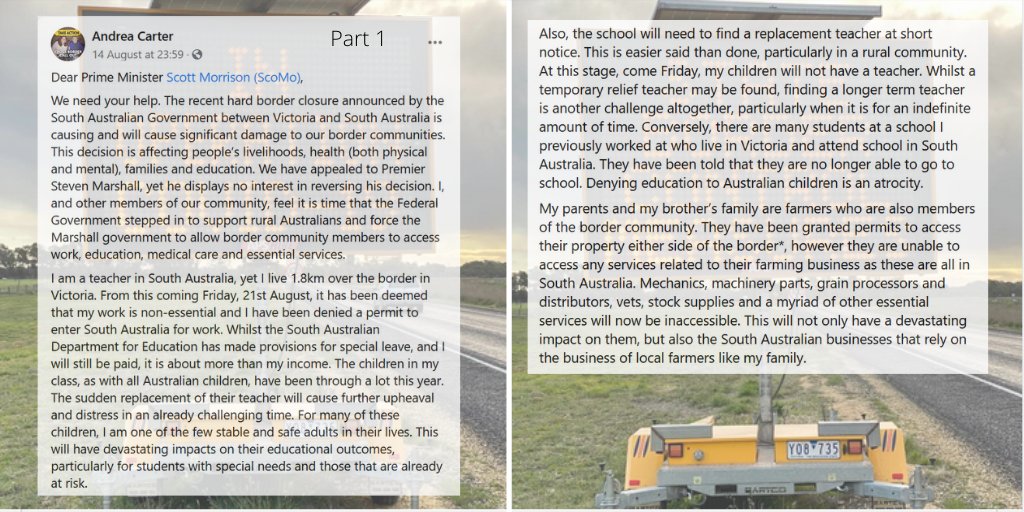 Andrea Carter
14 August at 23:59
Part 1
Dear Prime Minister Scott Morrison (ScoMo),
We need your help. The recent hard border closure announced by the
South Australian Government between Victoria and South Australia is
causing and will cause significant damage to our border communities.
This decision is affecting people's livelihoods, health (both physical
and mental), families and education. We have appealed to Premier
Steven Marshall, yet he displays no interest in reversing his decision. I,
and other members of our community, feel it is time that the Federal
Government stepped in to support rural Australians and force the
Marshall government to allow border community members to access
work, education, medical care and essential services.
I am a teacher in South Australia, yet I live 1.8km over the border in
Victoria. From this coming Friday, 21st August, it has been deemed
that my work is non-essential and I have been denied a permit to
enter South Australia for work. Whilst the South Australian
Department for Education has made provisions for special leave, and I
will still be paid, it is about more than my income. The children in my
class, as with all Australian children, have been through a lot this year.
The sudden replacement of their teacher will cause further upheaval
and distress in an already challenging time. For many of these
children, I am one of the few stable and safe adults in their lives. This
will have devastating impacts on their educational outcomes,
particularly for students with special needs and those that are already
at risk.
Also, the school will need to find a replacement teacher at short
notice. This is easier said than done, particularly in a rural community.
At this stage, come Friday, my children will not have a teacher. Whilst a
temporary relief teacher may be found, finding a longer term teacher
is another challenge altogether, particularly when it is for an indefinite
amount of time. Conversely, there are many students at a school I
previously worked at who live in Victoria and attend school in South
Australia. They have been told that they are no longer able to go to
school. Denying education to Australian children is an atrocity.
My parents and my brother's family are farmers who are also members
of the border community. They have been granted permits to access
their property either side of the border*, however they are unable to
access any services related to their farming business as these are all in
South Australia. Mechanics, machinery parts, grain processors and
distributors, vets, stock supplies and a myriad of other essential
services will now be inaccessible. This will not only have a devastating
impact on them, but also the South Australian businesses that rely on
the business of local farmers like my family.
Y08 735
BARTCO